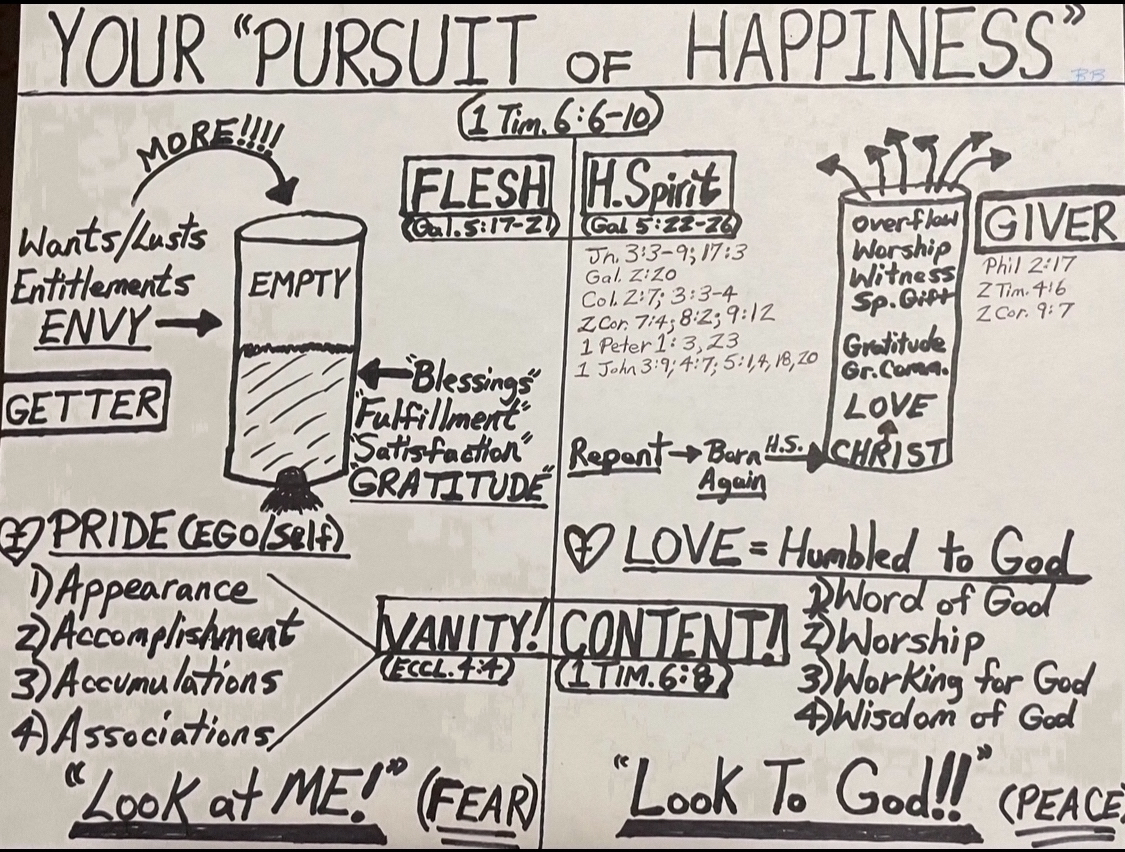 YOUR "PURSUIT OF HAPPINESS"
BB
(1 Tim. 6:6-10)
MORE!!!!
Wants/Lusts
Entitlements
ENVY
GETTER
EMPTY
"Blessings"
"Fulfillment"
"Satisfaction"
"GRATITUDE"
FLESH
(Gal. 5:17-21)
PRIDE (EGO/Self)
1) Appearance
2) Accomplishment
3) Accumulations
4) Associations
VANITY!
(ECCL. 4:4)
"Look at ME!" (FEAR)
H. Spirit
(Gal 5:22-26)
Jn. 3:3-9; 17:3
Gal. 2:20
Col. 2:7; 3:3-4
2 Cor. 7:4; 8:2; 9:12
1 Peter 1:3, 23
1 John 3:9; 4:7; 5:1,4,18,20
Overflow
Worship
Witness
Sp. Gift
Gratitude
Gr. Comm.
LOVE
CHRIST
GIVER
Phil 2:17
2 Tim. 4:6
2 Cor. 9:7
Repent → Born Again H.S.
LOVE = Humbled to God
CONTENT!
(1 TIM. 6:8)
1) Word of God
2) Worship
3) Working for God
4) Wisdom of God
"Look To God!!" (PEACE)